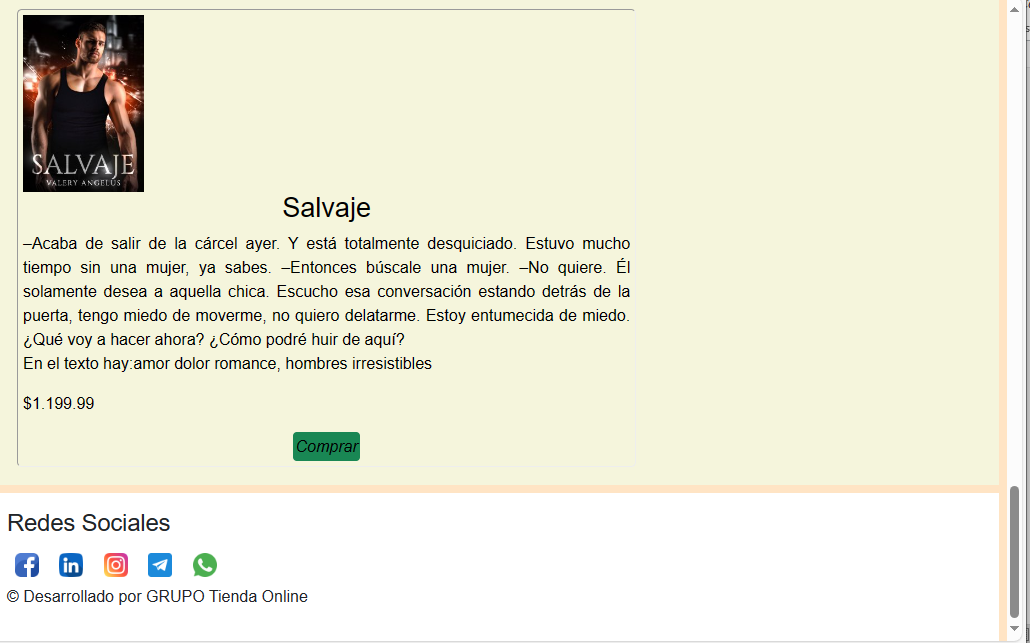 SALVAJE
VALERY ANGELUS
Salvaje
–Acaba de salir de la cárcel ayer. Y está totalmente desquiciado. Estuvo mucho
tiempo sin una mujer, ya sabes. –Entonces búscale una mujer. –No quiere. Él
solamente desea a aquella chica. Escucho esa conversación estando detrás de la
puerta, tengo miedo de moverme, no quiero delatarme. Estoy entumecida de miedo.
¿Qué voy a hacer ahora? ¿Cómo podré huir de aquí?
En el texto hay:amor dolor romance, hombres irresistibles
$1.199.99
Comprar
Redes Sociales
in
© Desarrollado por GRUPO Tienda Online